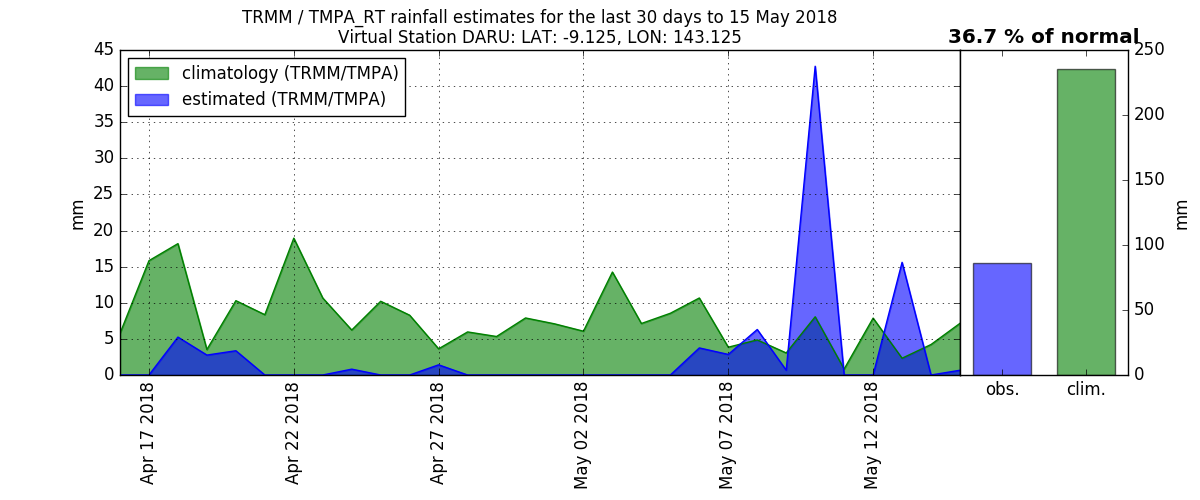 TRMM / TMPA_RT rainfall estimates for the last 30 days to 15 May 2018
Virtual Station DARU: LAT: -9.125, LON: 143.125
36.7 % of normal
climatology (TRMM/TMPA)
estimated (TRMM/TMPA)
45
40
35
30
25
20
15
10
5
0
mm
Apr 17 2018
Apr 22 2018
Apr 27 2018
May 02 2018
May 07 2018
May 12 2018
250
200
150
100
50
0
mm
obs.
clim.